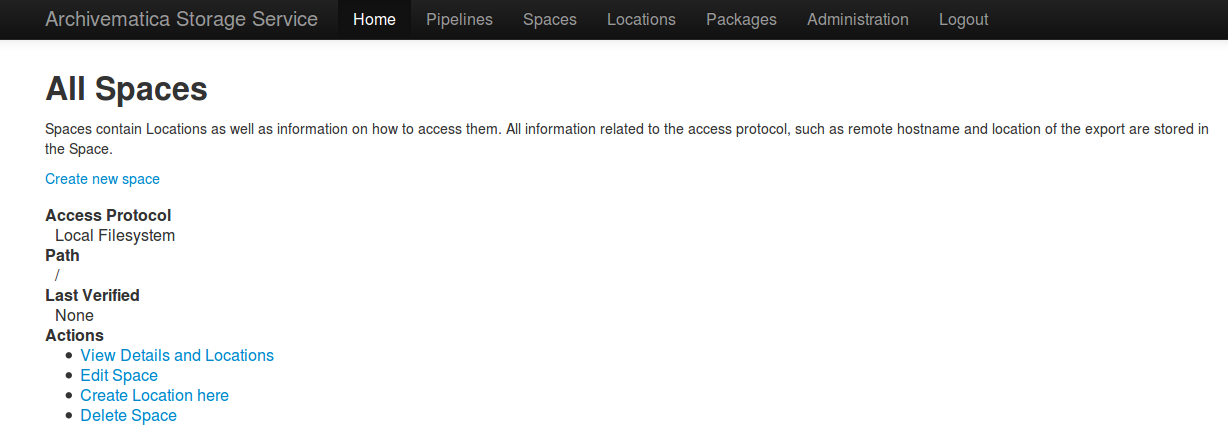 Archivematica Storage Service Home Pipelines Spaces Locations Packages Administration Logout
All Spaces
Spaces contain Locations as well as information on how to access them. All information related to the access protocol, such as remote hostname and location of the export are stored in
the Space.
Create new space
Access Protocol
Local Filesystem
Path
/
Last Verified
None
Actions
• View Details and Locations
• Edit Space
• Create Location here
• Delete Space